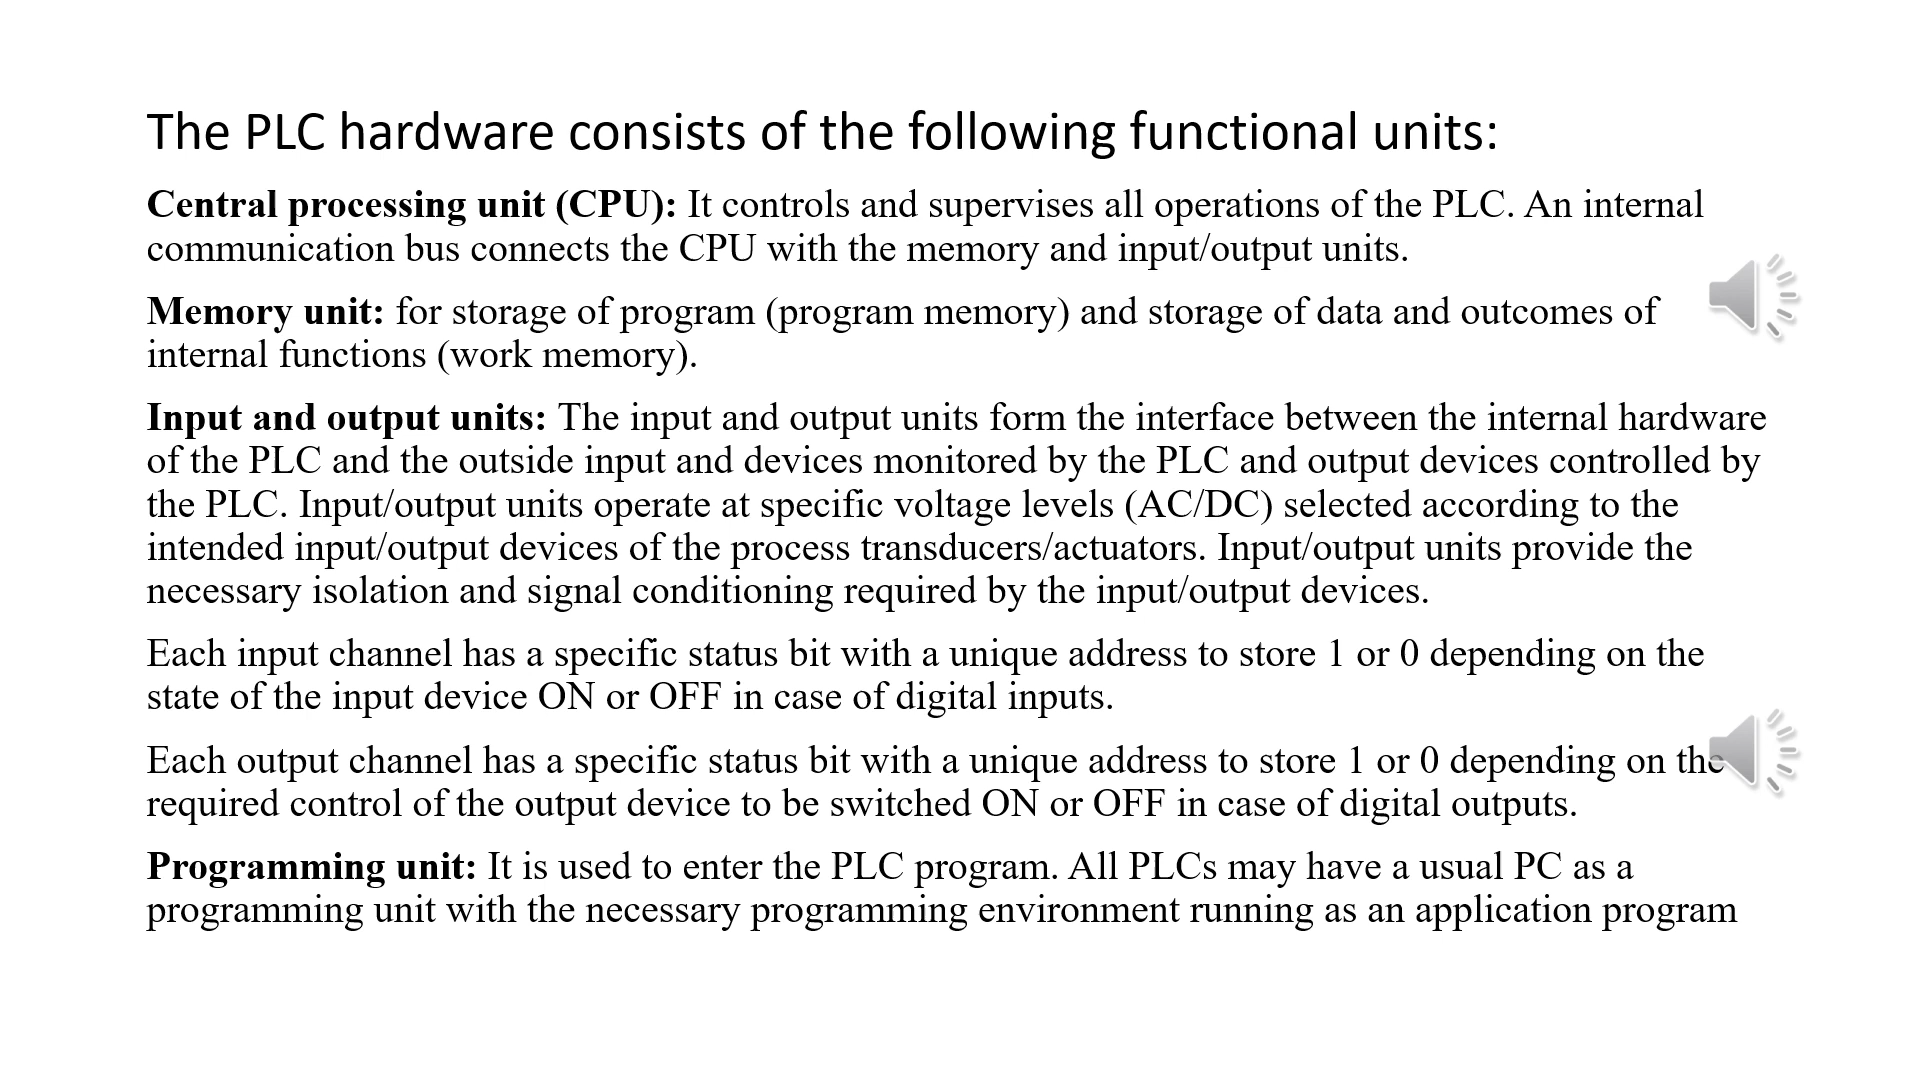 The PLC hardware consists of the following functional units:
Central processing unit (CPU): It controls and supervises all operations of the PLC. An internal
communication bus connects the CPU with the memory and input/output units.
Memory unit: for storage of program (program memory) and storage of data and outcomes of
internal functions (work memory).
Input and output units: The input and output units form the interface between the internal hardware
of the PLC and the outside input and devices monitored by the PLC and output devices controlled by
the PLC. Input/output units operate at specific voltage levels (AC/DC) selected according to the
intended input/output devices of the process transducers/actuators. Input/output units provide the
necessary isolation and signal conditioning required by the input/output devices.
Each input channel has a specific status bit with a unique address to store 1 or 0 depending on the
state of the input device ON or OFF in case of digital inputs.
Each output channel has a specific status bit with a unique address to store 1 or 0 depending on the
required control of the output device to be switched ON or OFF in case of digital outputs.
Programming unit: It is used to enter the PLC program. All PLCs may have a usual PC as a
programming unit with the necessary programming environment running as an application program